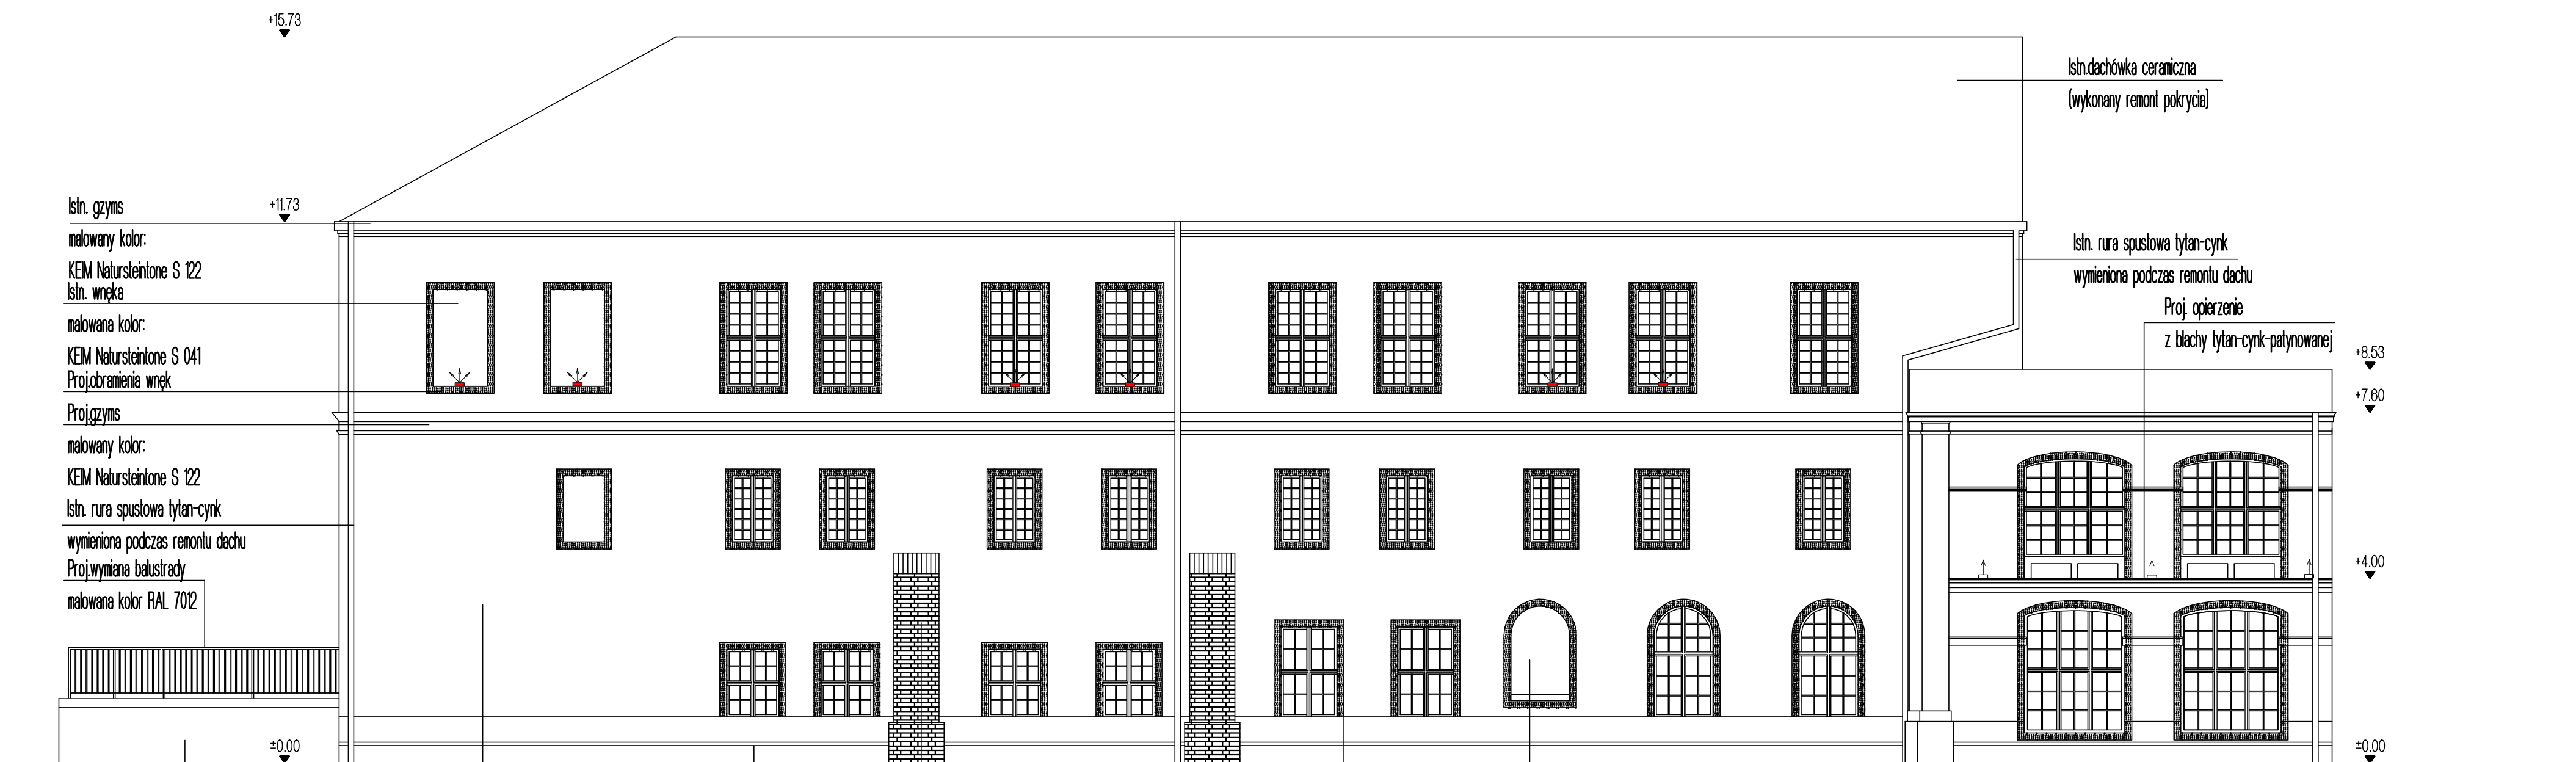 +15.73
Istn.dachówka ceramiczna
(wykonany remont pokrycia)
Istn. gzyms
malowany kolor:
KEIM Natursteintone S 122
+11.73
Istn. wnęka
malowana kolor:
KEIM Natursteintone S 041
Proj.obramienia wnęk
Proj.gzyms
malowany kolor:
KEIM Natursteintone S 122
Istn. rura spustowa tytan-cynk
wymieniona podczas remontu dachu
Proj.wymiana balustrady
malowana kolor RAL 7012
±0.00
Istn. rura spustowa tytan-cynk
wymieniona podczas remontu dachu
Proj. opierzenie
z blachy tytan-cynk-patynowanej
+8.53
+7.60
+4.00
±0.00